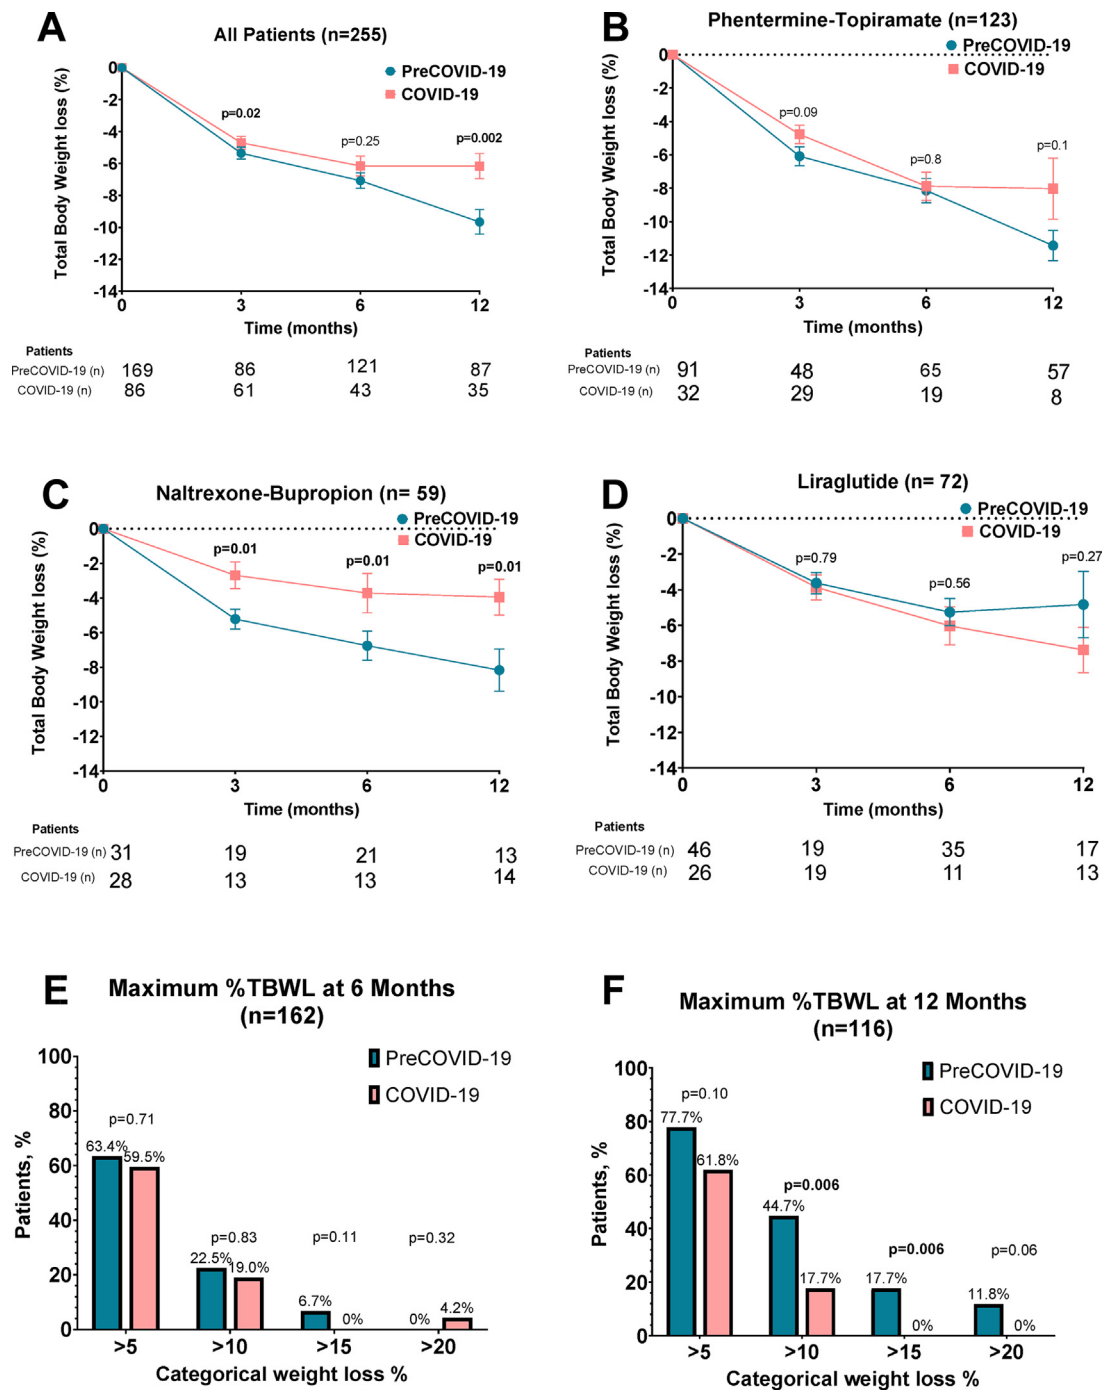 A
All Patients (n=255)
PreCOVID-19
COVID-19
Total Body Weight loss (%)
0
-2
-4
-6
-8
-10
-12
-14
p=0.02
p=0.25
p=0.002
0 3 6 12
Time (months)
Patients
PreCOVID-19 (n) 169 86 121 87
COVID-19 (n) 86 61 43 35
B
Phentermine-Topiramate (n=123)
PreCOVID-19
COVID-19
Total Body Weight loss (%)
0
-2
-4
-6
-8
-10
-12
-14
p=0.09
p=0.8
p=0.1
0 3 6 12
Time (months)
Patients
PreCOVID-19 (n) 91 48 65 57
COVID-19 (n) 32 29 19 8
C
Naltrexone-Bupropion (n= 59)
PreCOVID-19
COVID-19
Total Body Weight loss (%)
0
-2
-4
-6
-8
-10
-12
-14
p=0.01
p=0.01
p=0.01
0 3 6 12
Time (months)
Patients
PreCOVID-19 (n) 31 19 21 13
COVID-19 (n) 28 13 13 14
D
Liraglutide (n= 72)
PreCOVID-19
COVID-19
Total Body Weight loss (%)
0
-2
-4
-6
-8
-10
-12
-14
p=0.79
p=0.56
p=0.27
0 3 6 12
Time (months)
Patients
PreCOVID-19 (n) 46 19 35 17
COVID-19 (n) 26 19 11 13
E
Maximum %TBWL at 6 Months
(n=162)
PreCOVID-19
COVID-19
Patients, %
100
80
60
40
20
0
p=0.71
63.4% 59.5%
p=0.83
22.5% 19.0%
p=0.11
6.7% 0%
p=0.32
0% 4.2%
>5 >10 >15 >20
Categorical weight loss %
F
Maximum %TBWL at 12 Months
(n=116)
PreCOVID-19
COVID-19
Patients, %
100
80
60
40
20
0
p=0.10
77.7% 61.8%
p=0.006
44.7% 17.7%
p=0.006
17.7% 0%
p=0.06
11.8% 0%
>5 >10 >15 >20
Categorical weight loss %